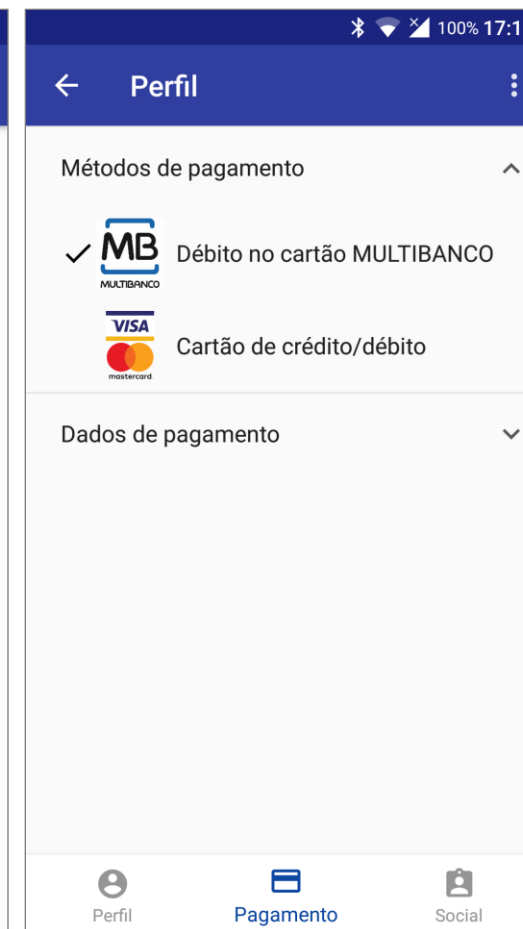 100% 17:1
Perfil
Métodos de pagamento
MB
MULTIBANCO
Débito no cartão MULTIBANCO
VISA
mastercard
Cartão de crédito/débito
Dados de pagamento
Perfil
Pagamento
Social